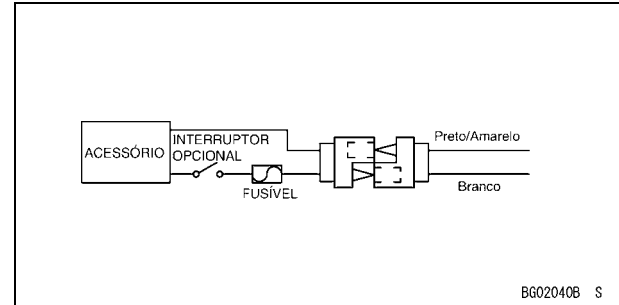 ACESSÓRIO
INTERRUPTOR
OPCIONAL
FUSÍVEL
Preto/Amarelo
Branco
BG02040B S